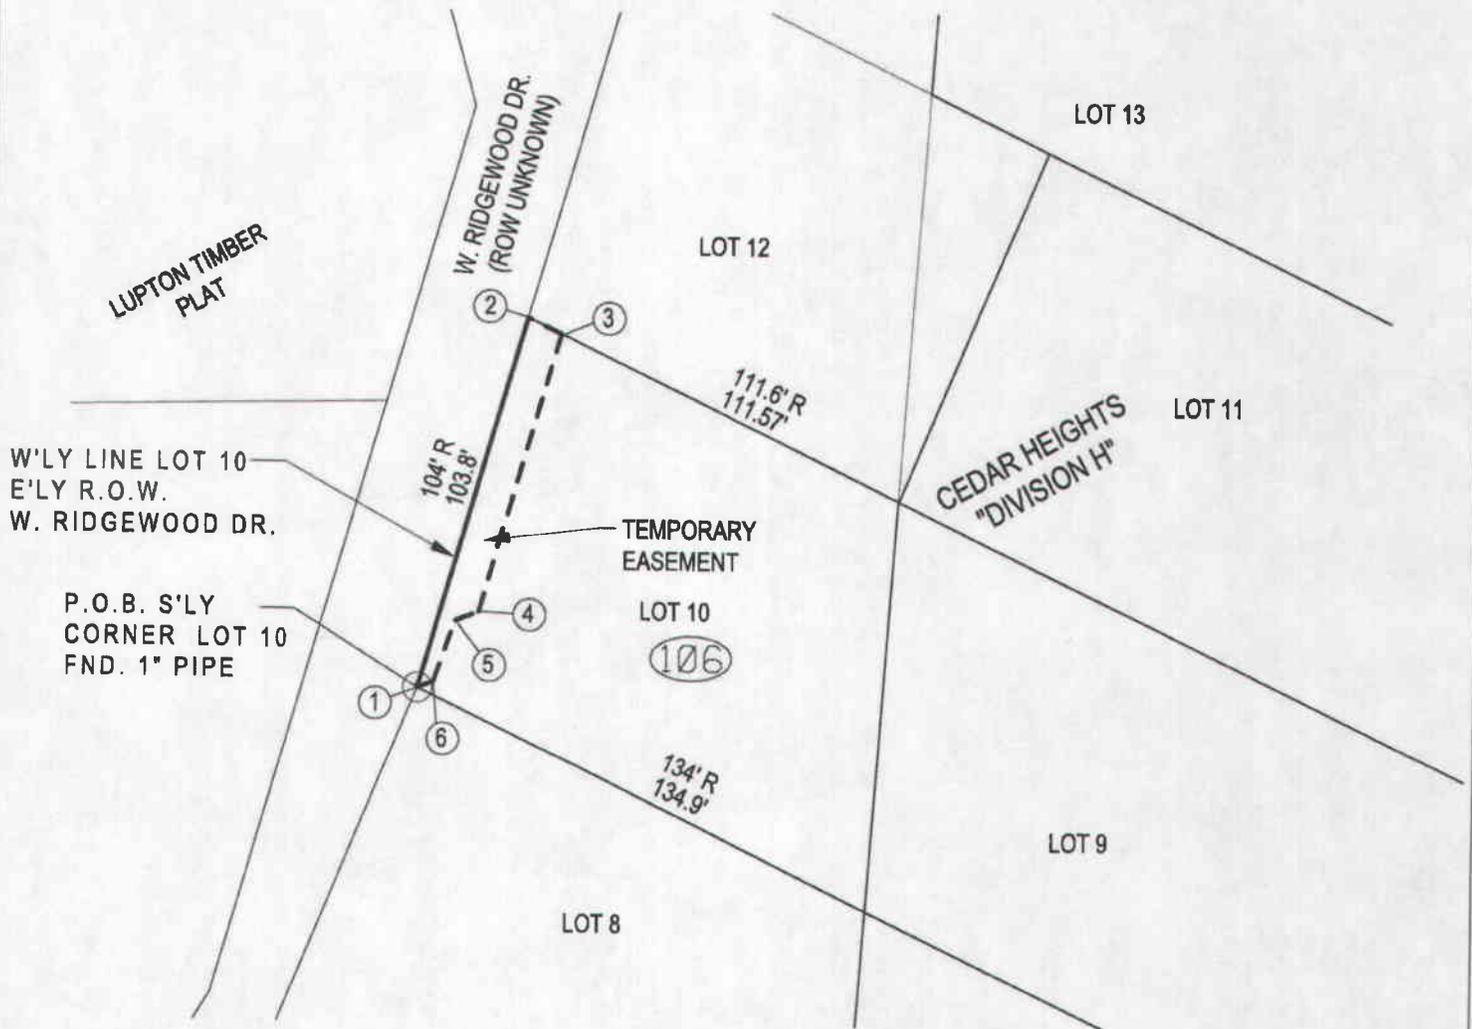 W. RIDGEWOOD DR.
(ROW UNKNOWN)
LOT 13
LUPTON TIMBER
PLAT
LOT 12
2
3
111.6' R
111.57'
CEDAR HEIGHTS
"DIVISION H"
LOT 11
W'LY LINE LOT 10
E'LY R.O.W.
W. RIDGEWOOD DR.
104' R
103.8'
TEMPORARY
EASEMENT
P.O.B. S'LY
CORNER LOT 10
FND. 1" PIPE
4
LOT 10
106
5
1
6
134' R
134.9'
LOT 9
LOT 8